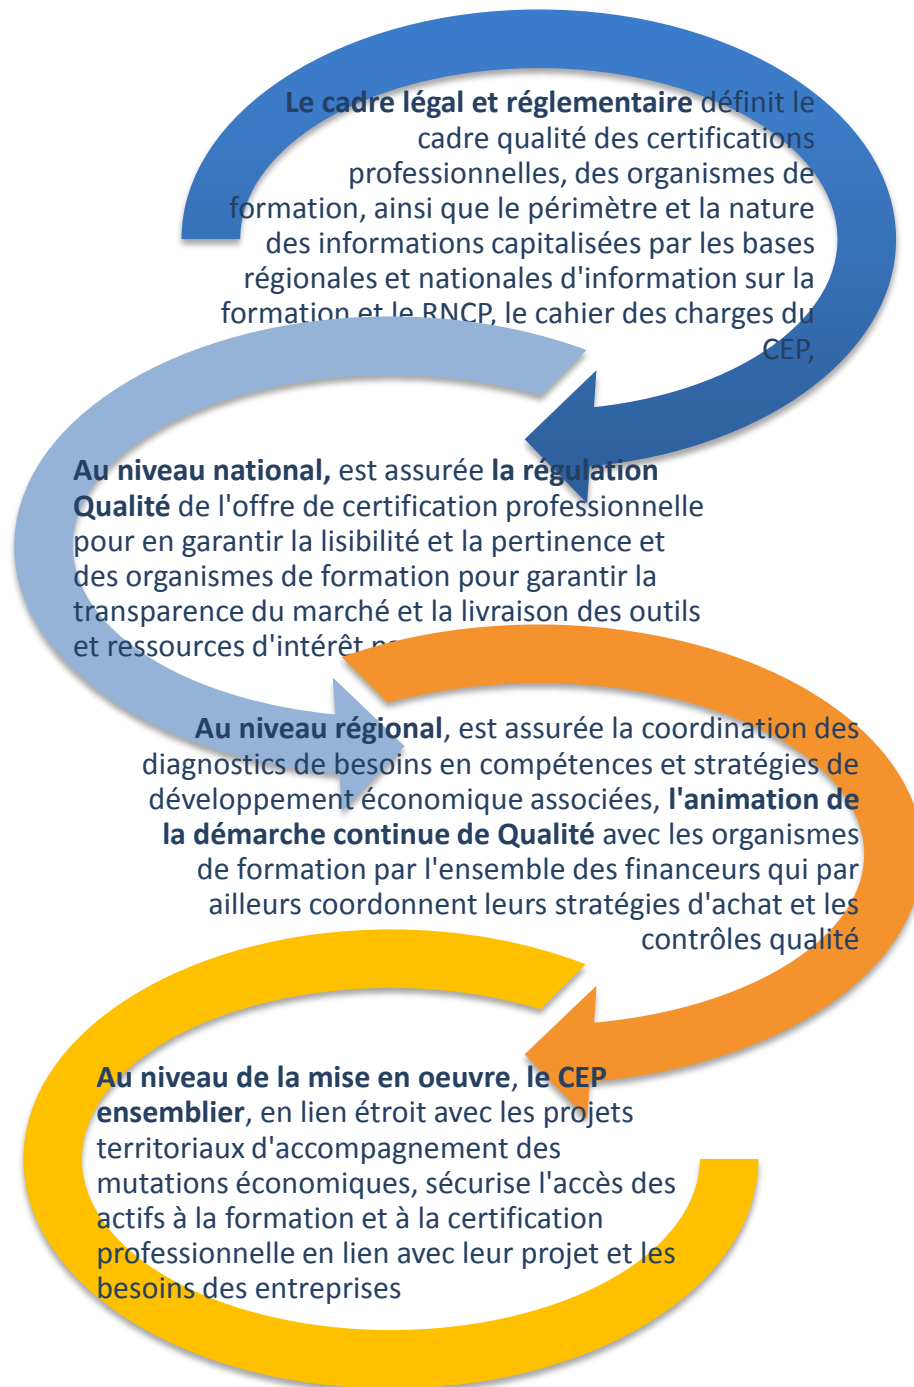 Le cadre légal et réglementaire définit le
cadre qualité des certifications
professionnelles, des organismes de
formation, ainsi que le périmètre et la nature
des informations capitalisées par les bases
régionales et nationales d'information sur la
formation et le RNCP, le cahier des charges du
CEP,
Au niveau national, est assurée la régulation
Qualité de l'offre de certification professionnelle
pour en garantir la lisibilité et la pertinence et
des organismes de formation pour garantir la
transparence du marché et la livraison des outils
et ressources d'intérêt
Au niveau régional, est assurée la coordination des
diagnostics de besoins en compétences et stratégies de
développement économique associées, l'animation de
la démarche continue de Qualité avec les organismes
de formation par l'ensemble des financeurs qui par
ailleurs coordonnent leurs stratégies d'achat et les
contrôles qualité
Au niveau de la mise en oeuvre, le CEP
ensemblier, en lien étroit avec les projets
territoriaux d'accompagnement des
mutations économiques, sécurise l'accès des
actifs à la formation et à la certification
professionnelle en lien avec leur projet et les
besoins des entreprises